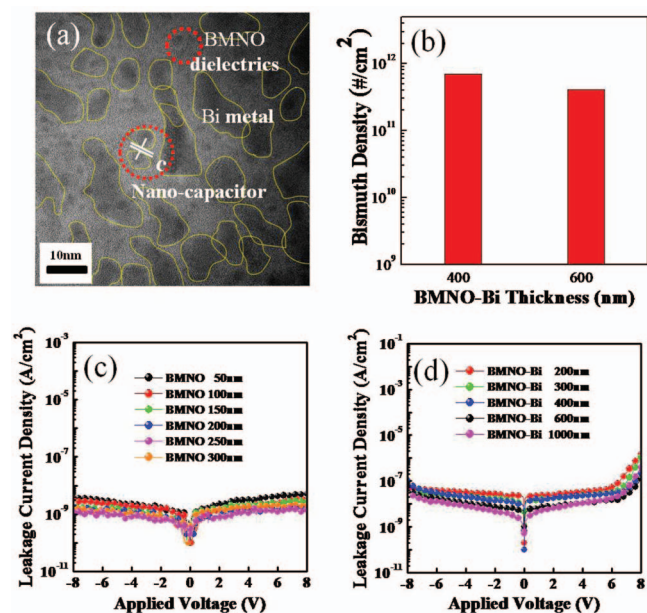 (a)
BMNO
dielectrics
Bi metal
c
Nano-capacitor
10nm
(b)
Bismuth Density (#/cm²)
10¹²
10¹¹
10¹⁰
10⁹
400
600
BMNO-Bi Thickness (nm)
(c)
Leakage Current Density (A/cm²)
10⁻³
10⁻⁵
10⁻⁷
10⁻⁹
10⁻¹¹
BMNO 50nm
BMNO 100nm
BMNO 150nm
BMNO 200nm
BMNO 250nm
BMNO 300nm
-8 -6 -4 -2 0 2 4 6 8
Applied Voltage (V)
(d)
Leakage Current Density (A/cm²)
10⁻¹
10⁻³
10⁻⁵
10⁻⁷
10⁻⁹
10⁻¹¹
BMNO-Bi 200nm
BMNO-Bi 300nm
BMNO-Bi 400nm
BMNO-Bi 600nm
BMNO-Bi 1000nm
-8 -6 -4 -2 0 2 4 6 8
Applied Voltage (V)